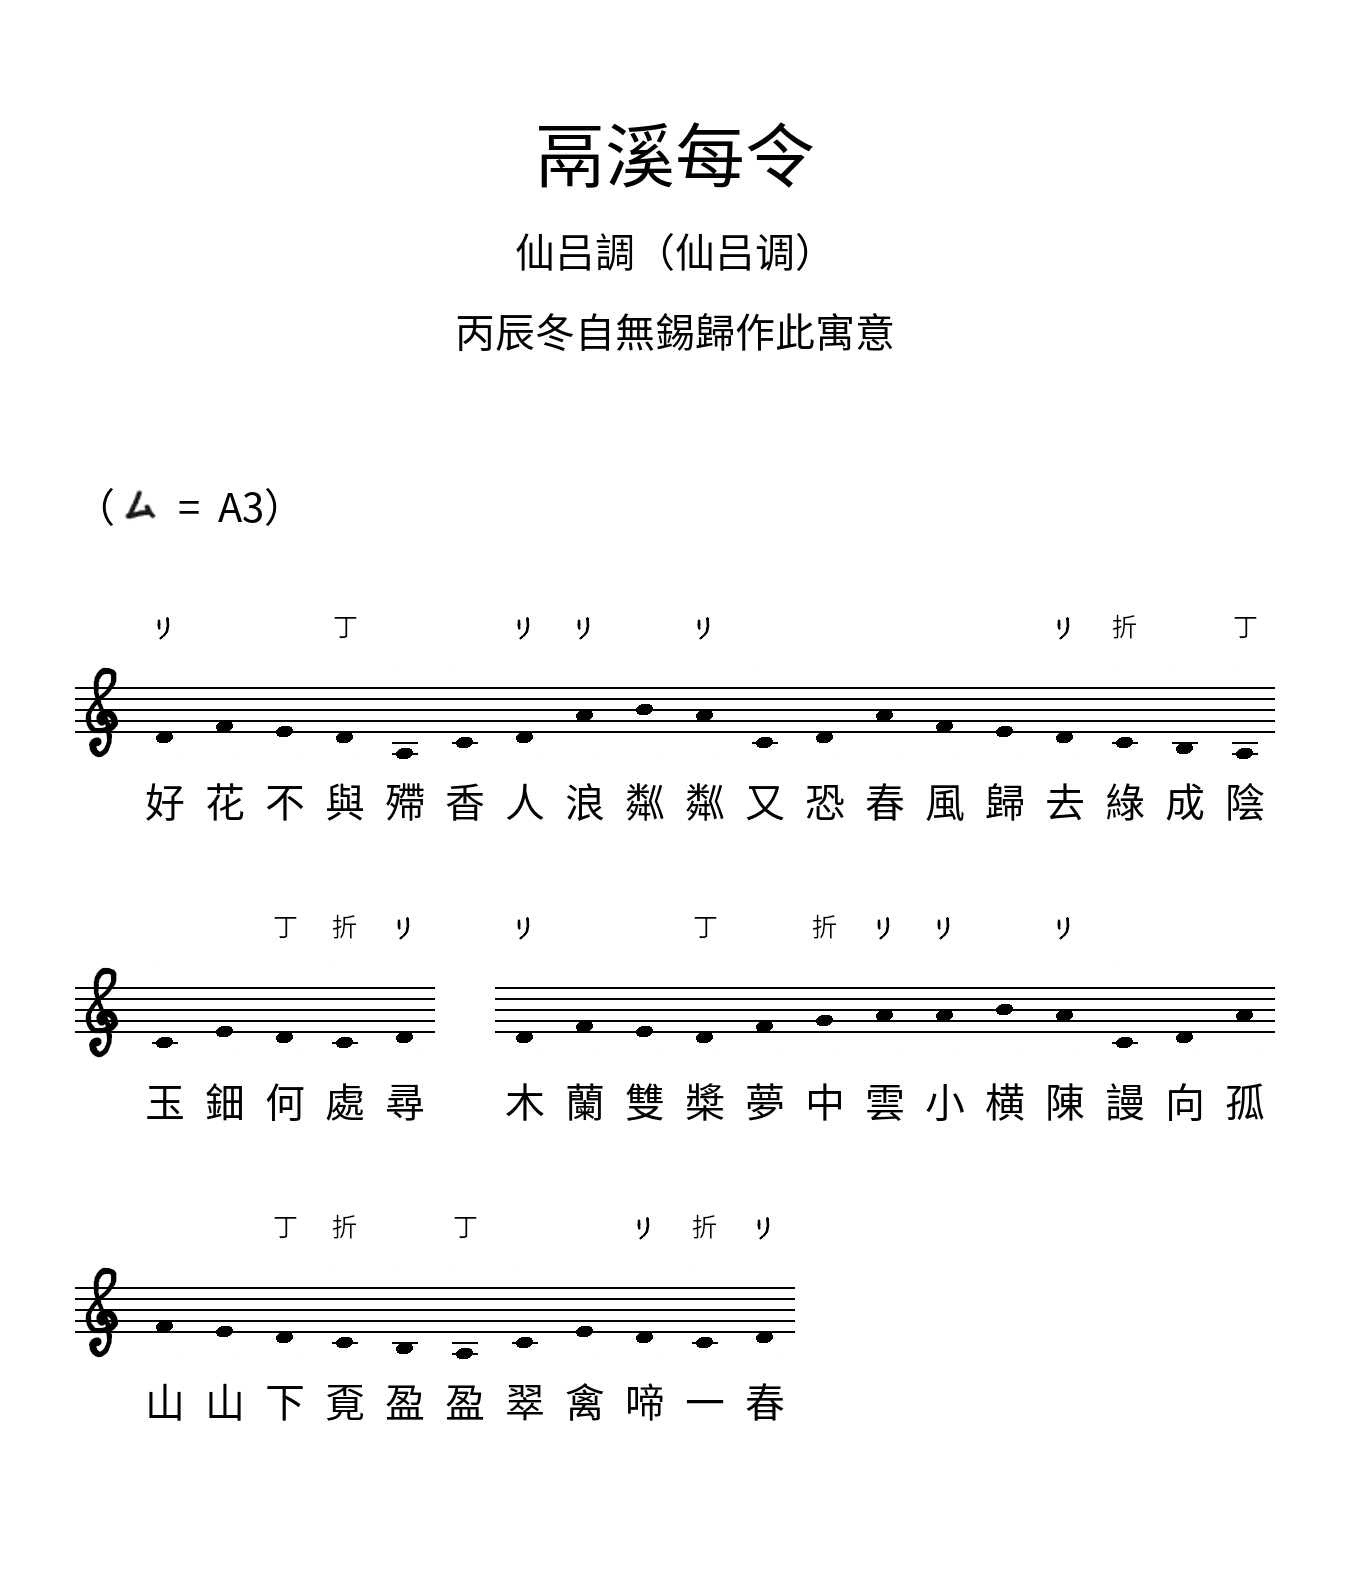 鬲溪每令
仙吕調（仙吕调）
丙辰冬自無錫歸作此寓意
（ㄙ = A3）
リ 丁 リ リ リ リ 折 丁
好花不與殢香人浪粼粼又恐春風歸去綠成陰
丁 折 リ リ 丁 折 リ リ リ
玉鈿何處尋 木蘭雙槳夢中雲小橫陳謾向孤
丁 折 丁 リ 折 リ
山山下覔盈盈翠禽啼一春